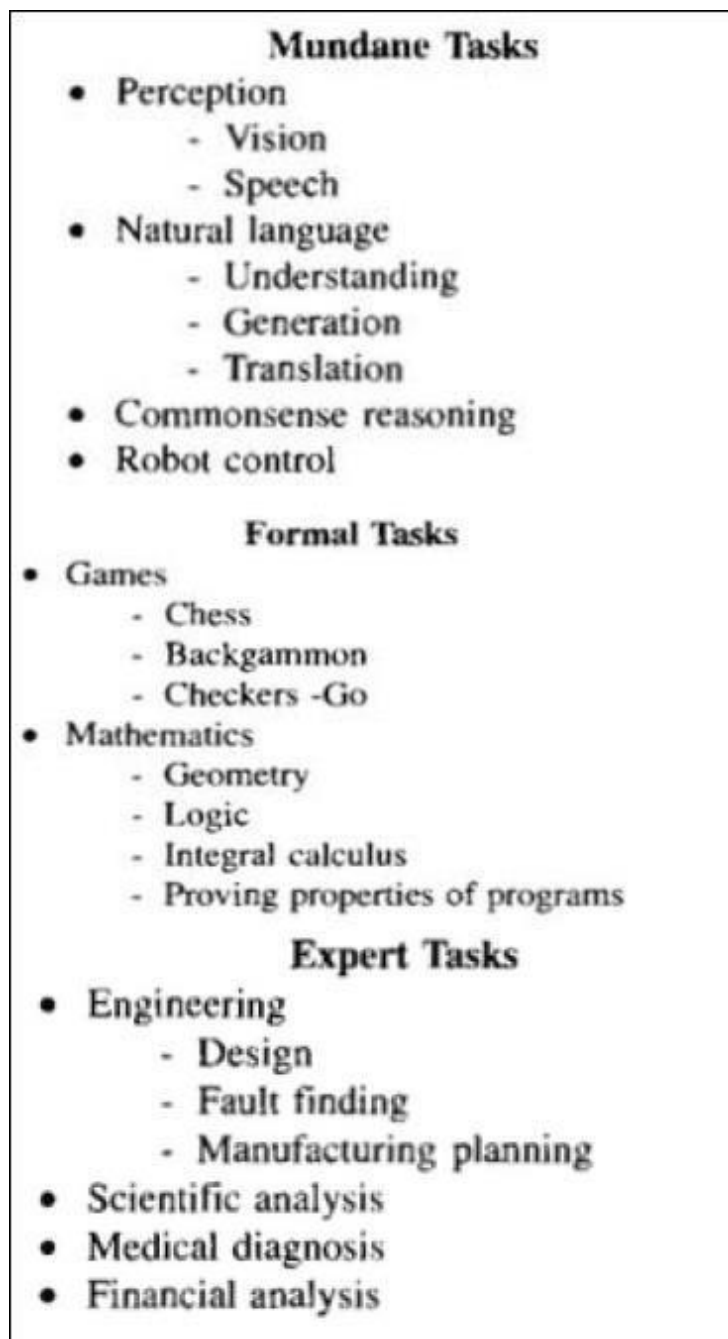 Mundane Tasks
• Perception
- Vision
- Speech
• Natural language
- Understanding
- Generation
- Translation
• Commonsense reasoning
• Robot control
Formal Tasks
• Games
- Chess
- Backgammon
- Checkers -Go
• Mathematics
- Geometry
- Logic
- Integral calculus
- Proving properties of programs
Expert Tasks
• Engineering
- Design
- Fault finding
- Manufacturing planning
• Scientific analysis
• Medical diagnosis
• Financial analysis